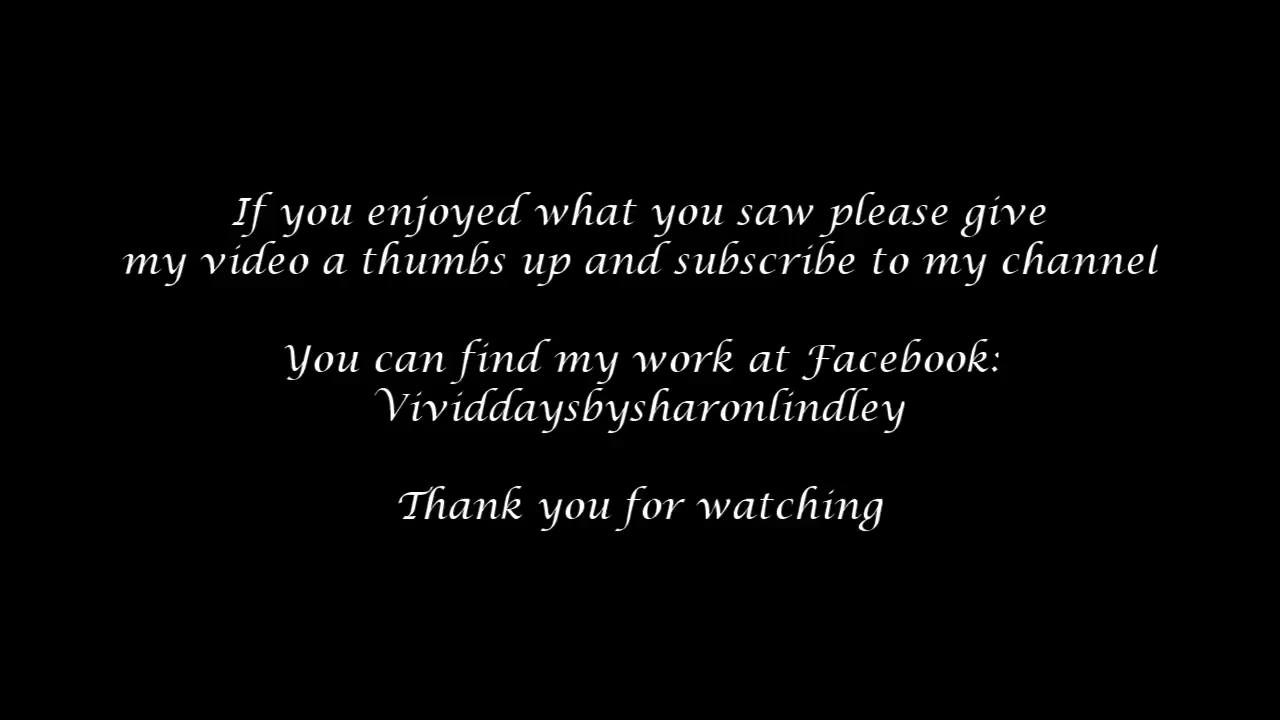 If you enjoyed what you saw please give
my video a thumbs up and subscribe to my channel
You can find my work at Facebook:
Vividdaysbysharonlindley
Thank you for watching